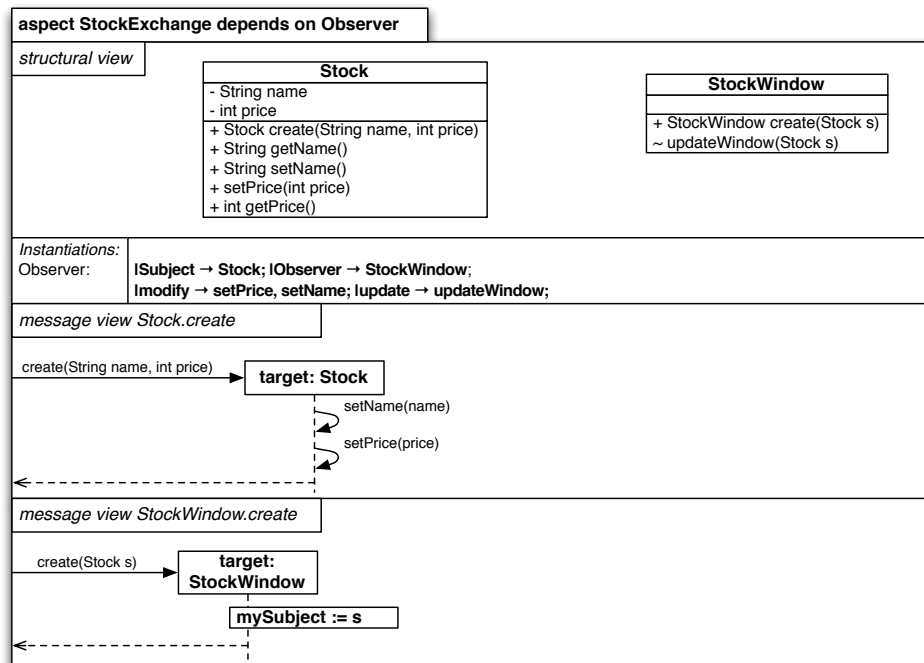 aspect StockExchange depends on Observer
structural view
Stock
- String name
- int price
+ Stock create(String name, int price)
+ String getName()
+ String setName()
+ setPrice(int price)
+ int getPrice()
StockWindow
+ StockWindow create(Stock s)
~ updateWindow(Stock s)
Instantiations:
Observer:
|Subject → Stock; |Observer → StockWindow;
|modify → setPrice, setName; |update → updateWindow;
message view Stock.create
create(String name, int price)
target: Stock
setName(name)
setPrice(price)
message view StockWindow.create
create(Stock s)
target:
StockWindow
mySubject := s